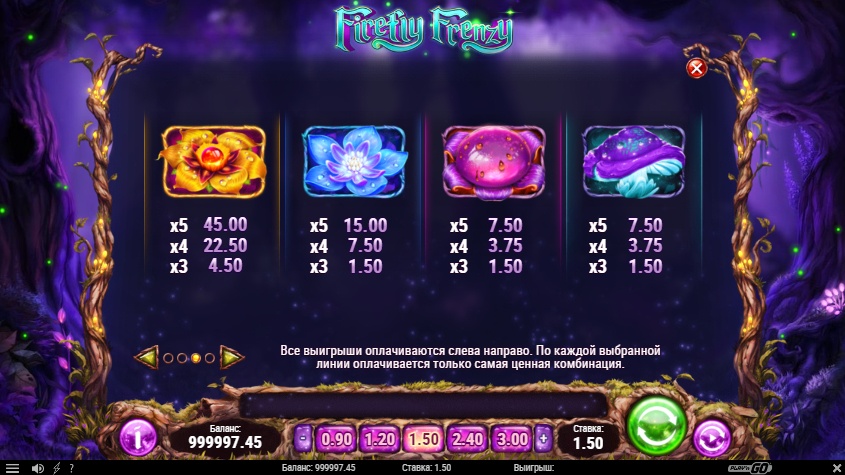 Firefly Frenzy
x5 45.00
x4 22.50
x3 4.50
x5 15.00
x4 7.50
x3 1.50
x5 7.50
x4 3.75
x3 1.50
x5 7.50
x4 3.75
x3 1.50
Все выигрыши оплачиваются слева направо. По каждой выбранной
линии оплачивается только самая ценная комбинация.
Баланс:
999997.45
- 0.90 1.20 1.50 2.40 3.00 +
Ставка:
1.50
? Баланс: 999997.45 Ставка: 1.50 Выигрыш: PLAY'N GO